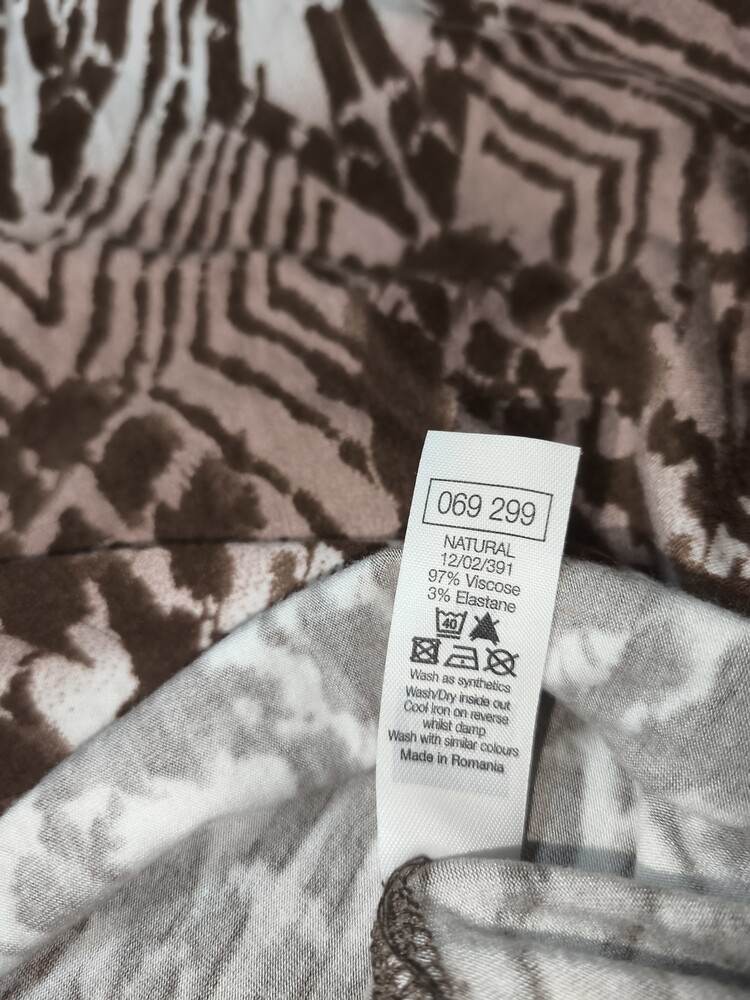 069 299
NATURAL
12/02/391
97% Viscose
3% Elastane
40
Wash as synthetics
Wash/Dry inside out
Cool iron on reverse
whilst damp
Wash with similar colours
Made in Romania